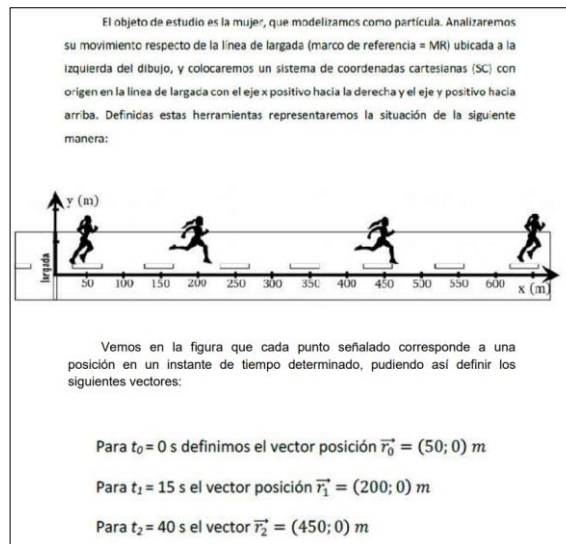 El objeto de estudio es la mujer, que modelizamos como partícula. Analizaremos
su movimiento respecto de la línea de largada (marco de referencia = MR) ubicada a la
izquierda del dibujo, y colocaremos un sistema de coordenadas cartesianas (SC) con
origen en la línea de largada con el eje x positivo hacia la derecha y el eje y positivo hacia
arriba. Definidas estas herramientas representaremos la situación de la siguiente
manera:
y (m)
largada
50 100 150 200 250 300 350 400 450 500 550 600
x (m)
Vemos en la figura que cada punto señalado corresponde a una
posición en un instante de tiempo determinado, pudiendo así definir los
siguientes vectores:
Para t₀ = 0 s definimos el vector posición r₀⃗ = (50; 0) m
Para t₁ = 15 s el vector posición r₁⃗ = (200; 0) m
Para t₂ = 40 s el vector r₂⃗ = (450; 0) m